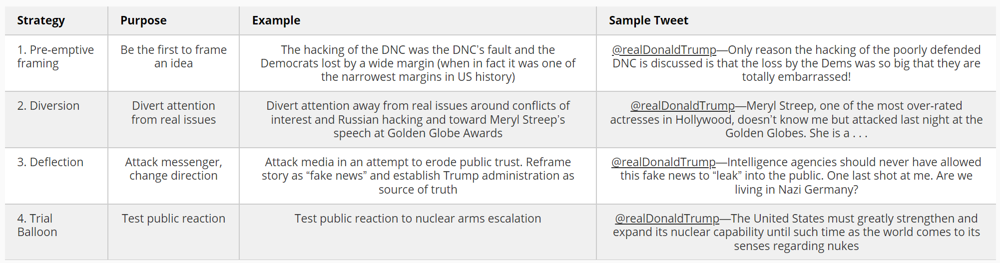 Strategy Purpose Example Sample Tweet
1. Pre-emptive
framing
Be the first to frame
an idea
The hacking of the DNC was the DNC’s fault and the
Democrats lost by a wide margin (when in fact it was one of
the narrowest margins in US history)
@realDonaldTrump—Only reason the hacking of the poorly defended
DNC is discussed is that the loss by the Dems was so big that they are
totally embarrassed!
2. Diversion
Divert attention
from real issues
Divert attention away from real issues around conflicts of
interest and Russian hacking and toward Meryl Streep’s
speech at Golden Globe Awards
@realDonaldTrump—Meryl Streep, one of the most over-rated
actresses in Hollywood, doesn’t know me but attacked last night at the
Golden Globes. She is a . . .
3. Deflection
Attack messenger,
change direction
Attack media in an attempt to erode public trust. Reframe
story as “fake news” and establish Trump administration as
source of truth
@realDonaldTrump—Intelligence agencies should never have allowed
this fake news to “leak” into the public. One last shot at me. Are we
living in Nazi Germany?
4. Trial
Balloon
Test public reaction
Test public reaction to nuclear arms escalation
@realDonaldTrump—The United States must greatly strengthen and
expand its nuclear capability until such time as the world comes to its
senses regarding nukes